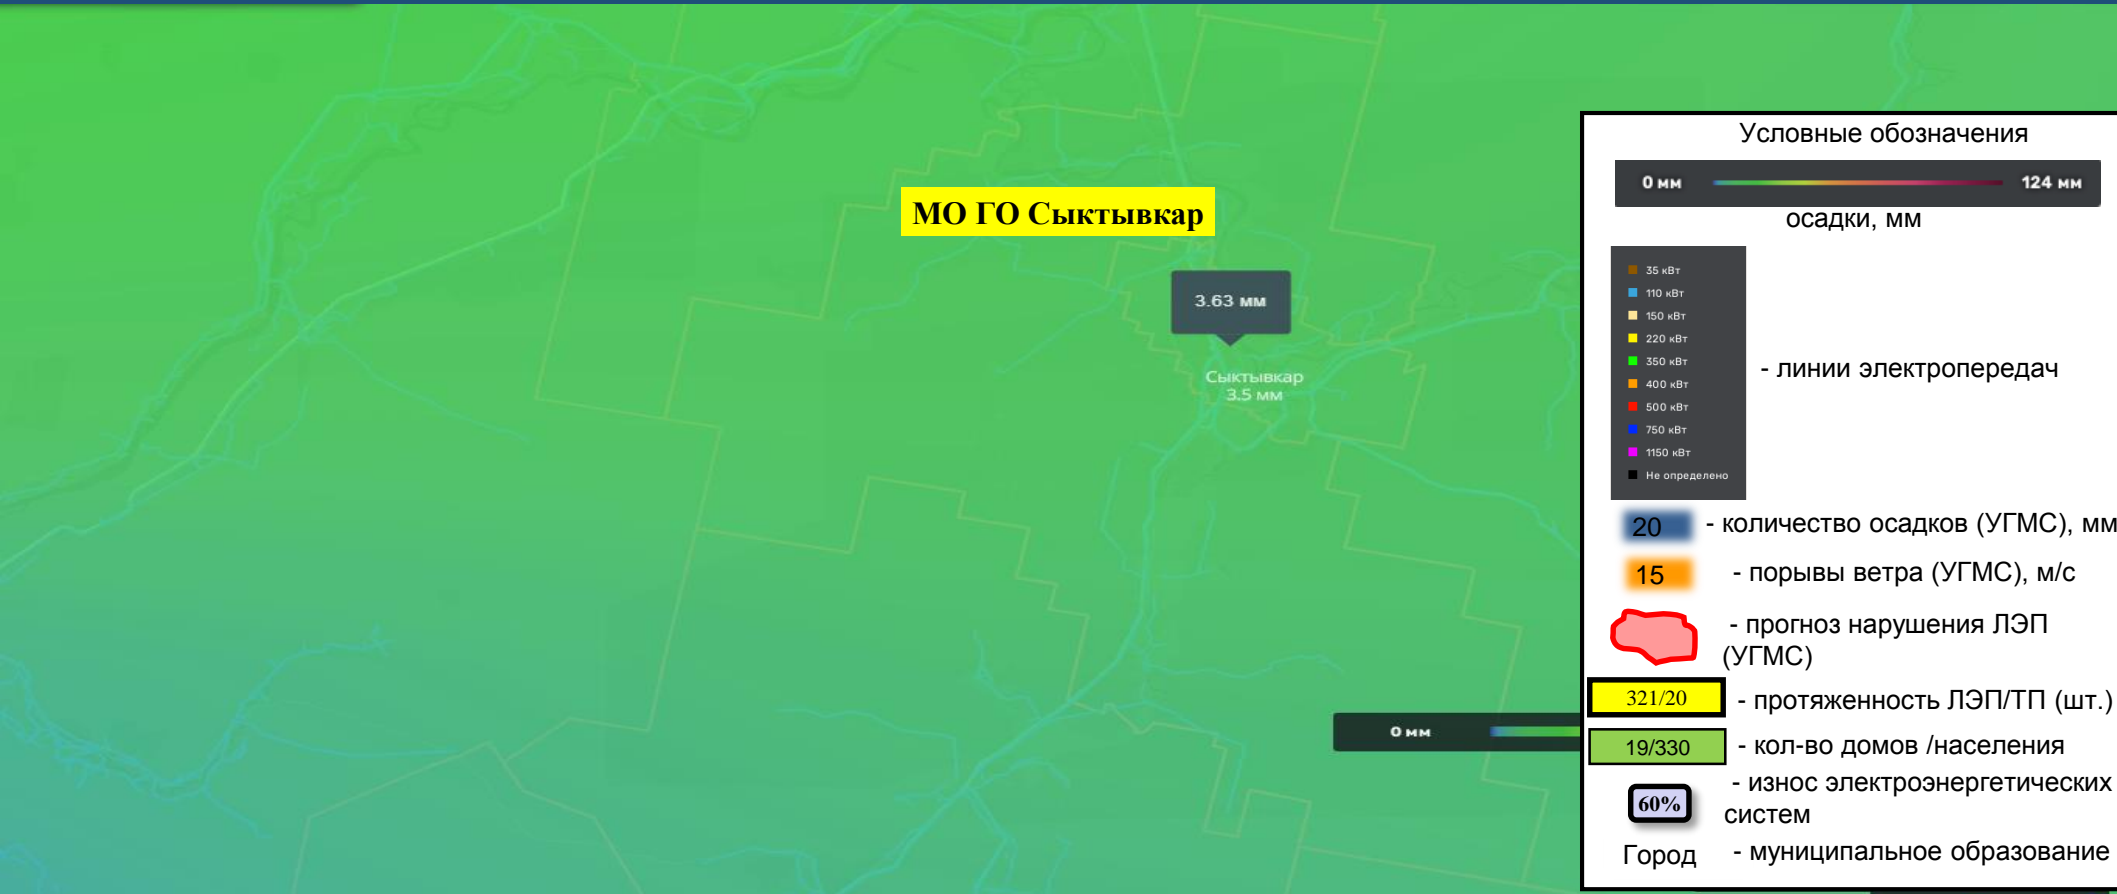 МО ГО Сыктывкар
3.63 мм
Сыктывкар
3.5 мм
0 мм
Условные обозначения
0 мм 124 мм
осадки, мм
35 кВт
110 кВт
150 кВт
220 кВт
350 кВт
400 кВт
500 кВт
750 кВт
1150 кВт
Не определено
- линии электропередач
20 - количество осадков (УГМС), мм
15 - порывы ветра (УГМС), м/с
- прогноз нарушения ЛЭП
(УГМС)
321/20 - протяженность ЛЭП/ТП (шт.)
19/330 - кол-во домов /населения
- износ электроэнергетических
60% систем
Город - муниципальное образование